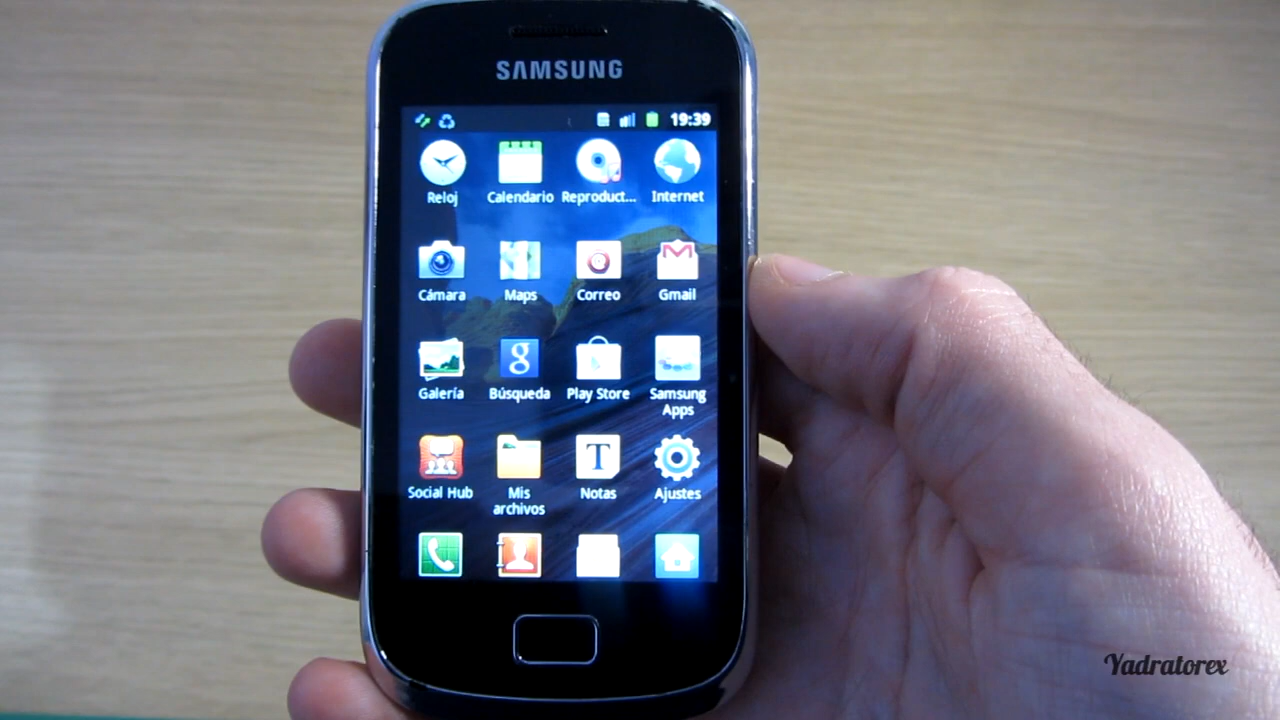 SAMSUNG
19:39
Reloj Calendario Reproduct... Internet
Cámara Maps Correo Gmail
Galería Búsqueda Play Store Samsung Apps
Social Hub Mis archivos Notas Ajustes
Yadratorex